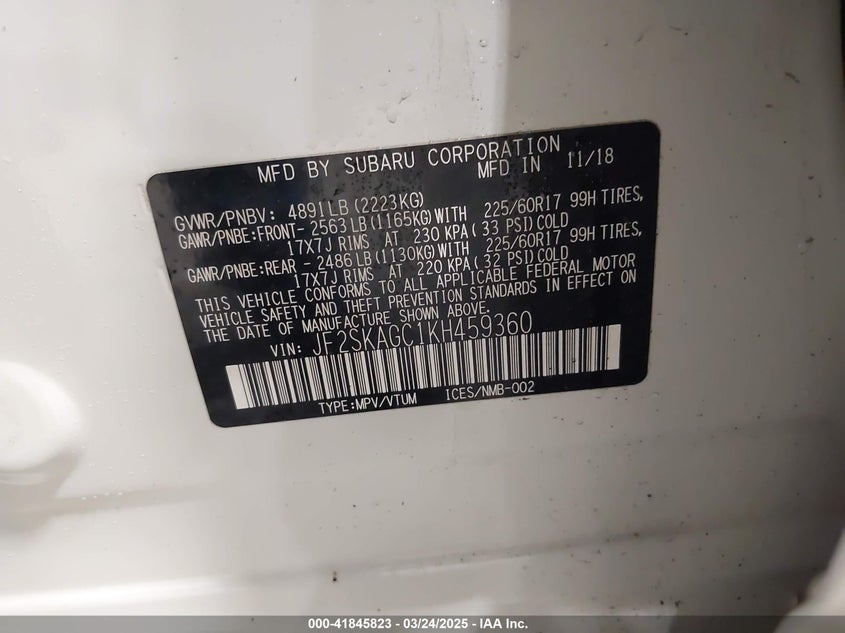 MFD BY SUBARU CORPORATION
MFD IN 11/18
GVWR/PNBV: 4891LB (2223KG)
GAWR/PNBE:FRONT- 2563LB (1165KG) WITH 225/60R17 99H TIRES,
17X7J RIMS AT 230 KPA( 33 PSI) COLD
GAWR/PNBE:REAR - 2486LB (1130KG) WITH 225/60R17 99H TIRES,
17X7J RIMS AT 220 KPA( 32 PSI) COLD
THIS VEHICLE CONFORMS TO ALL APPLICABLE FEDERAL MOTOR
VEHICLE SAFETY AND THEFT PREVENTION STANDARDS IN EFFECT ON
THE DATE OF MANUFACTURE SHOWN ABOVE.
VIN: JF2SKAGC1KH459360
TYPE:MPV/VTUM ICES/NMB-002
000-41845823 - 03/24/2025 - IAA Inc.